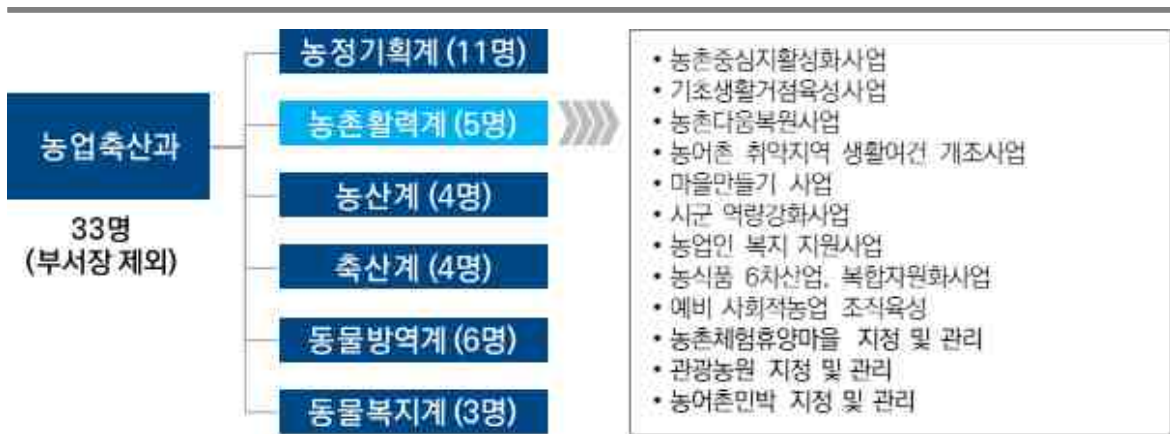 농업축산과
33명
(부서장 제외)
농정기획계 (11명)
농촌활력계 (5명)
농산계 (4명)
축산계 (4명)
동물방역계 (6명)
동물복지계 (3명)
• 농촌중심지활성화사업
• 기초생활거점육성사업
• 농촌다움복원사업
• 농어촌 취약지역 생활여건 개조사업
• 마을만들기 사업
• 시군 역량강화사업
• 농업인 복지 지원사업
• 농식품 6차산업, 복합자원화사업
• 예비 사회적농업 조직육성
• 농촌체험휴양마을 지정 및 관리
• 관광농원 지정 및 관리
• 농어촌민박 지정 및 관리